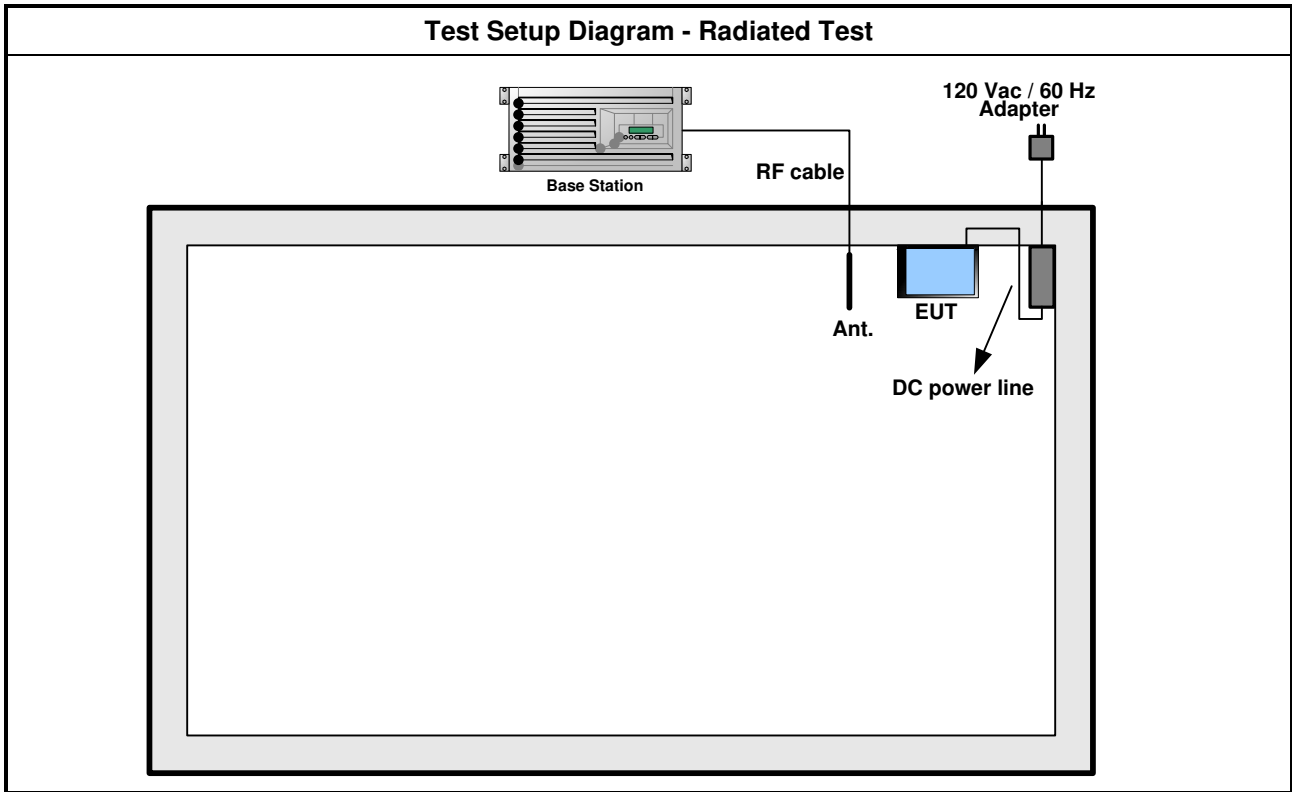 Test Setup Diagram - Radiated Test
120 Vac / 60 Hz
Adapter
RF cable
Base Station
EUT
Ant.
DC power line